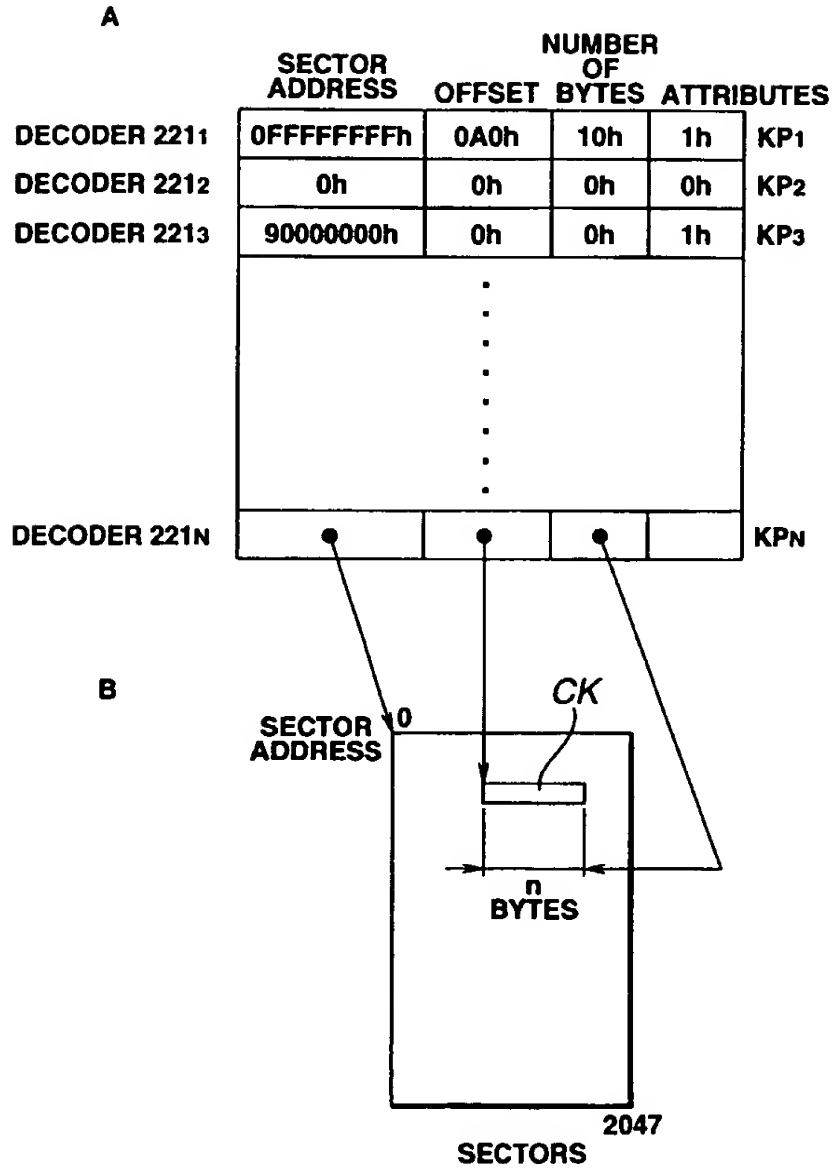 A
SECTOR ADDRESS OFFSET NUMBER OF BYTES ATTRIBUTES
DECODER 221₁ 0FFFFFFFFh 0A0h 10h 1h KP₁
DECODER 221₂ 0h 0h 0h 0h KP₂
DECODER 221₃ 90000000h 0h 0h 1h KP₃
DECODER 221N KPN
B
SECTOR ADDRESS
0
CK
n
BYTES
2047
SECTORS